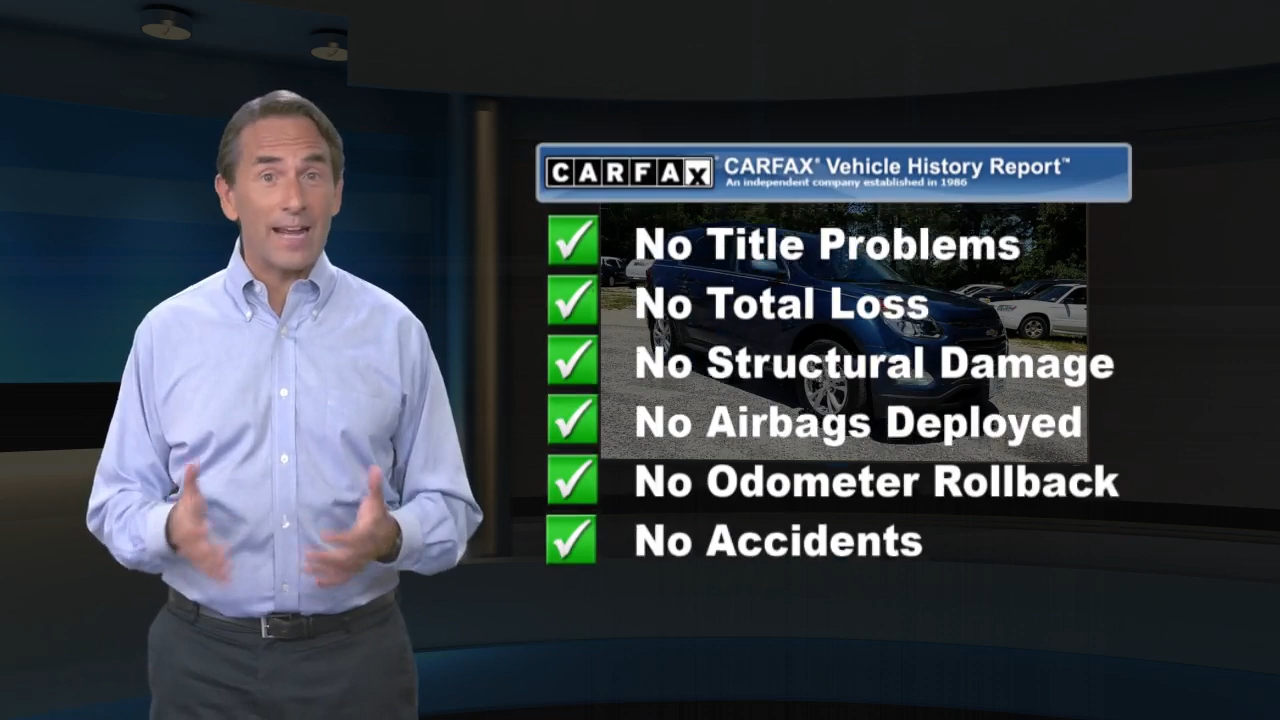 CARFAX® CARFAX® Vehicle History Report™
An independent company established in 1986
No Title Problems
No Total Loss
No Structural Damage
No Airbags Deployed
No Odometer Rollback
No Accidents